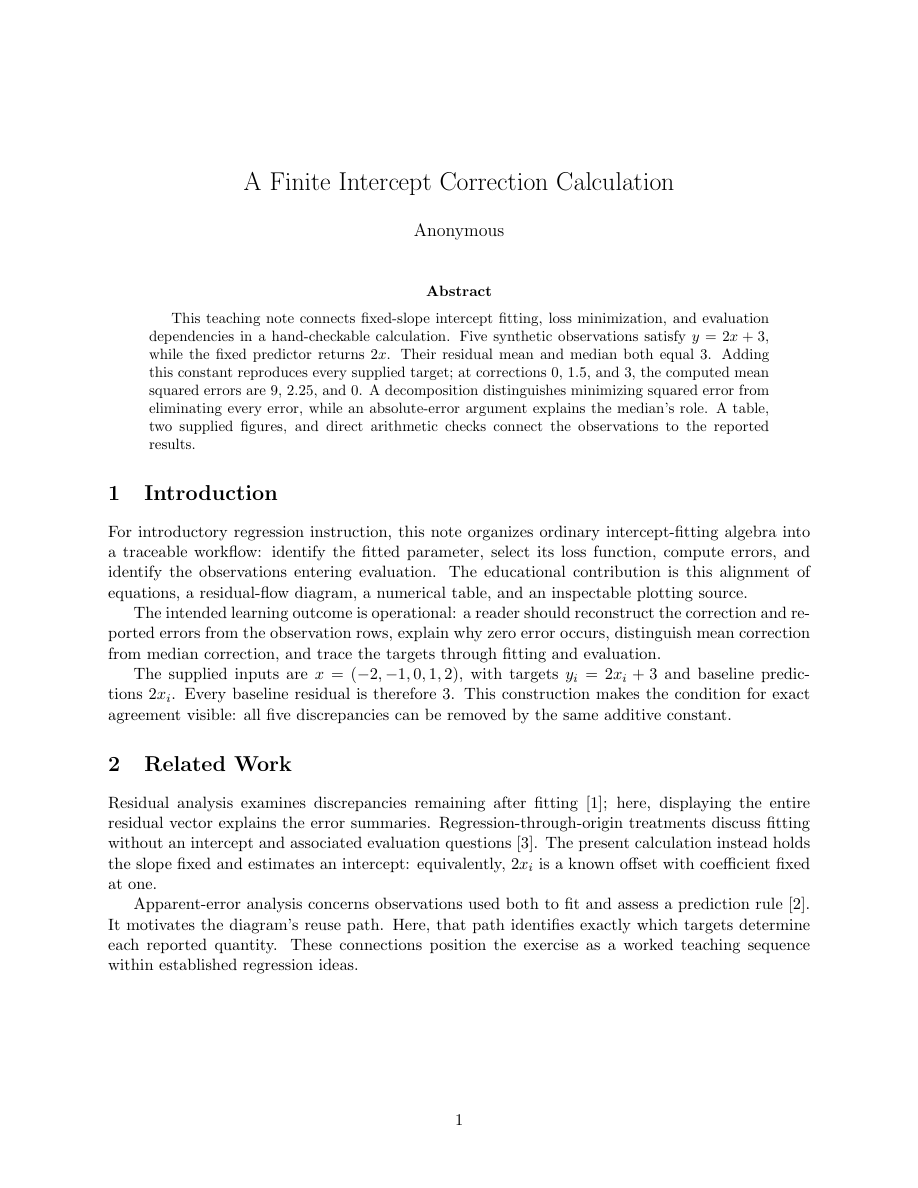 A Finite Intercept Correction Calculation
Anonymous
Abstract
This teaching note connects fixed-slope intercept fitting, loss minimization, and evaluation
dependencies in a hand-checkable calculation. Five synthetic observations satisfy y = 2x + 3,
while the fixed predictor returns 2x. Their residual mean and median both equal 3. Adding
this constant reproduces every supplied target; at corrections 0, 1.5, and 3, the computed mean
squared errors are 9, 2.25, and 0. A decomposition distinguishes minimizing squared error from
eliminating every error, while an absolute-error argument explains the median's role. A table,
two supplied figures, and direct arithmetic checks connect the observations to the reported
results.
1 Introduction
For introductory regression instruction, this note organizes ordinary intercept-fitting algebra into
a traceable workflow: identify the fitted parameter, select its loss function, compute errors, and
identify the observations entering evaluation. The educational contribution is this alignment of
equations, a residual-flow diagram, a numerical table, and an inspectable plotting source.
The intended learning outcome is operational: a reader should reconstruct the correction and re-
ported errors from the observation rows, explain why zero error occurs, distinguish mean correction
from median correction, and trace the targets through fitting and evaluation.
The supplied inputs are x = (−2, −1, 0, 1, 2), with targets yᵢ = 2xᵢ + 3 and baseline predic-
tions 2xᵢ. Every baseline residual is therefore 3. This construction makes the condition for exact
agreement visible: all five discrepancies can be removed by the same additive constant.
2 Related Work
Residual analysis examines discrepancies remaining after fitting [1]; here, displaying the entire
residual vector explains the error summaries. Regression-through-origin treatments discuss fitting
without an intercept and associated evaluation questions [3]. The present calculation instead holds
the slope fixed and estimates an intercept: equivalently, 2xᵢ is a known offset with coefficient fixed
at one.
Apparent-error analysis concerns observations used both to fit and assess a prediction rule [2].
It motivates the diagram's reuse path. Here, that path identifies exactly which targets determine
each reported quantity. These connections position the exercise as a worked teaching sequence
within established regression ideas.
1